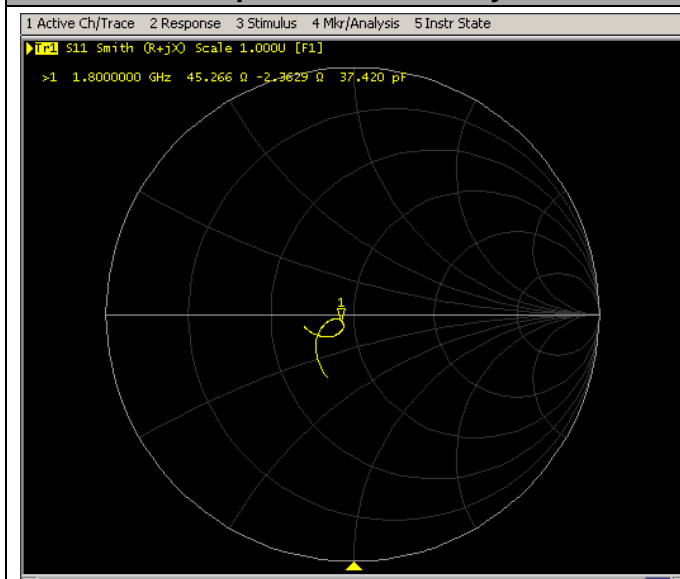 1 Active Ch/Trace 2 Response 3 Stimulus 4 Mkr/Analysis 5 Instr State
Tr1 S11 Smith (R+jX) Scale 1.000U [F1]
>1 1.8000000 GHz 45.266 Ω -2.3629 Ω 37.420 pF
1